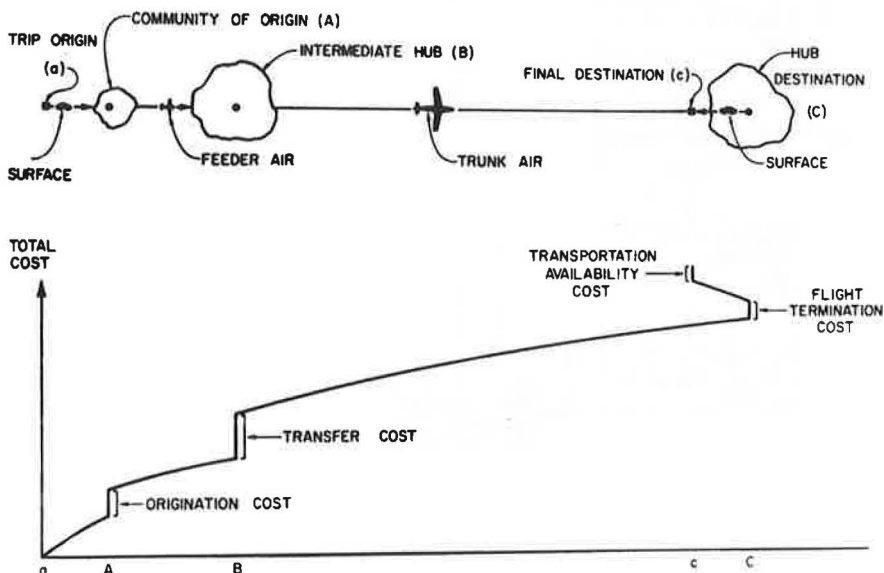 COMMUNITY OF ORIGIN (A)
TRIP ORIGIN
(a)
INTERMEDIATE HUB (B)
HUB
DESTINATION
FINAL DESTINATION (c)
(C)
SURFACE
FEEDER AIR
TRUNK AIR
SURFACE
TOTAL
COST
TRANSPORTATION
AVAILABILITY
COST
FLIGHT
TERMINATION
COST
TRANSFER COST
ORIGINATION COST
a A B c C